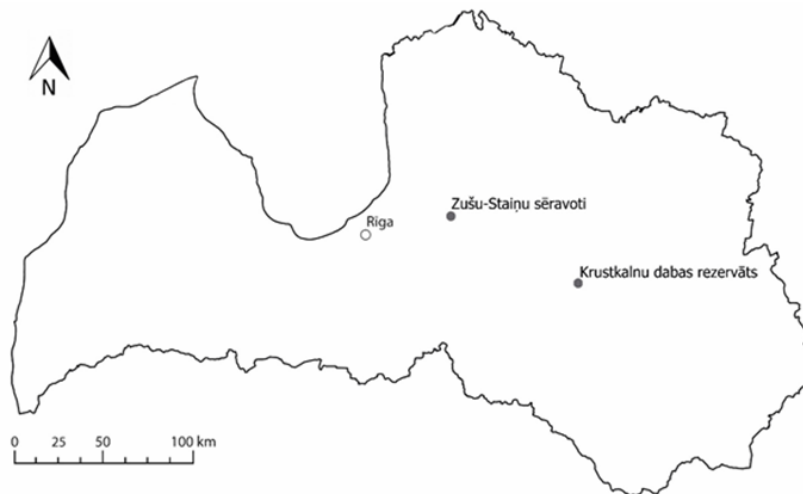 N
Zušu-Staiņu sēravoti
Rīga
Krustkalnu dabas rezervāts
0 25 50 100 km